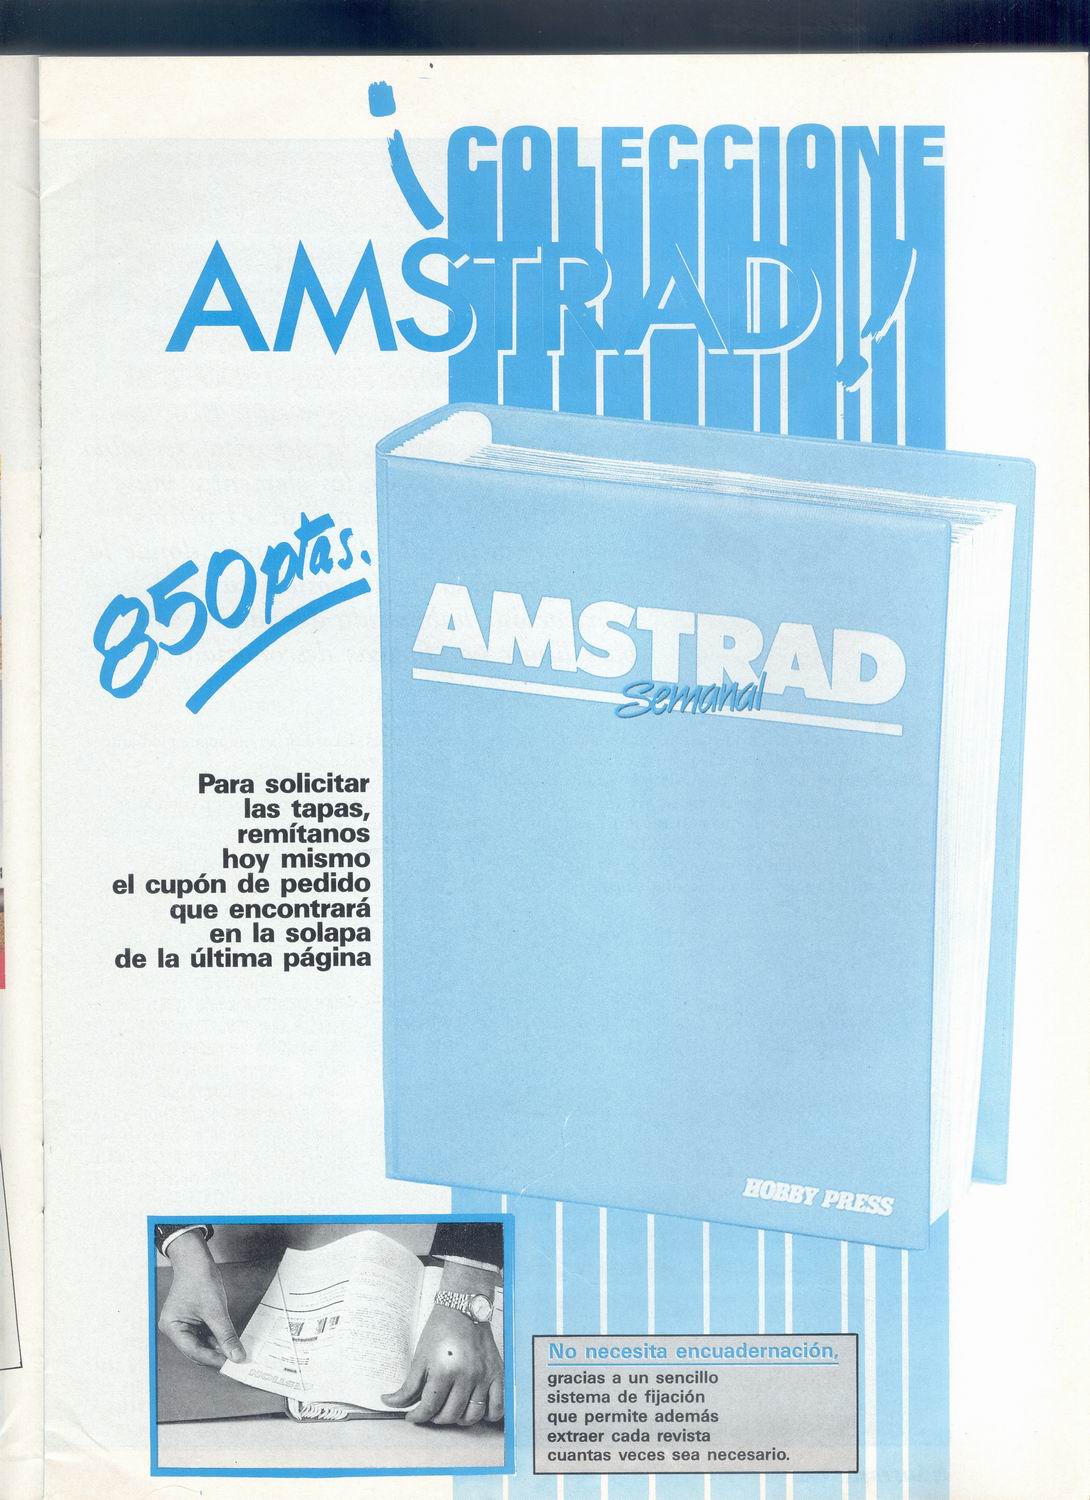 ¡COLECCIONE
AMSTRAD!
850 ptas.
AMSTRAD
Semanal
Para solicitar
las tapas,
remítanos
hoy mismo
el cupón de pedido
que encontrará
en la solapa
de la última página
HOBBY PRESS
No necesita encuadernación,
gracias a un sencillo
sistema de fijación
que permite además
extraer cada revista
cuantas veces sea necesario.